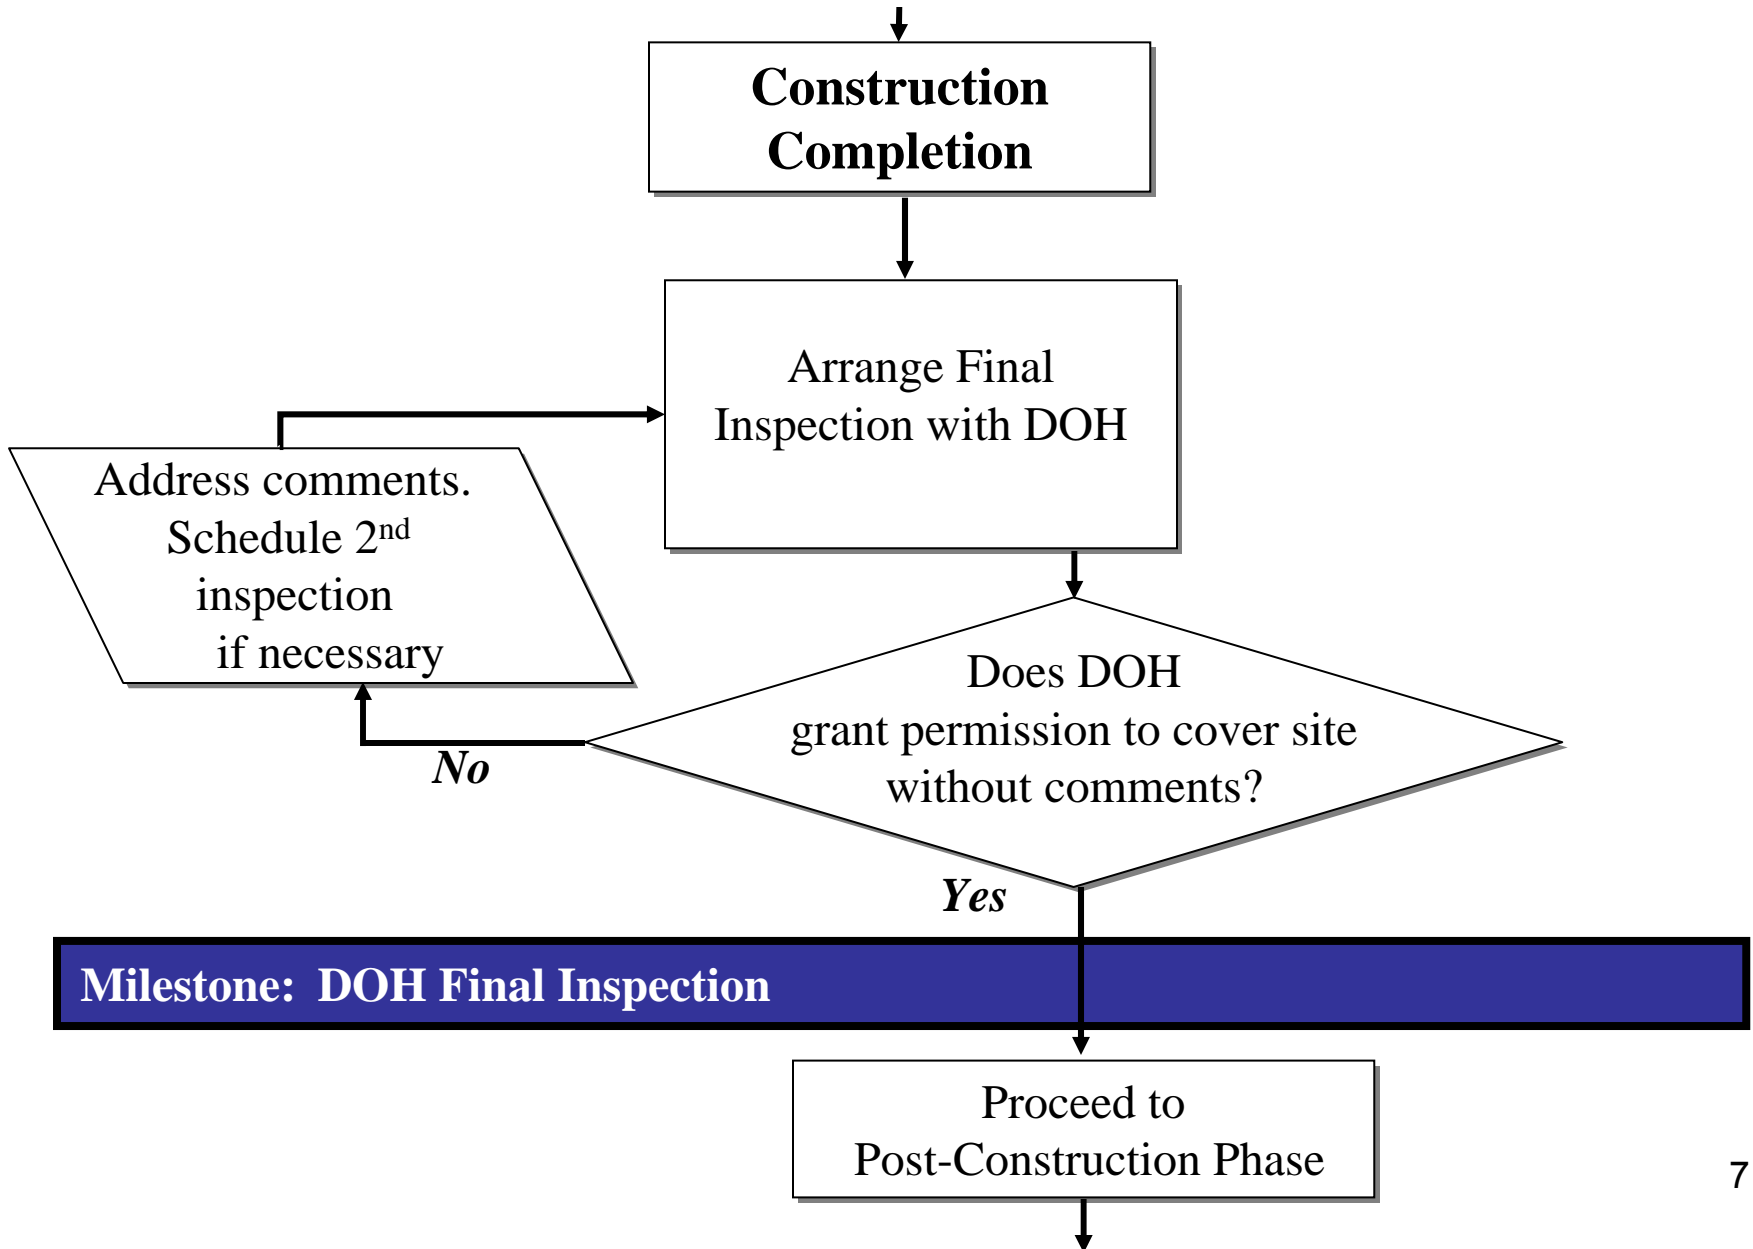 Construction
Completion
Arrange Final
Inspection with DOH
Address comments.
Schedule 2nd
inspection
if necessary
Does DOH
grant permission to cover site
without comments?
No
Yes
Milestone: DOH Final Inspection
Proceed to
Post-Construction Phase
7